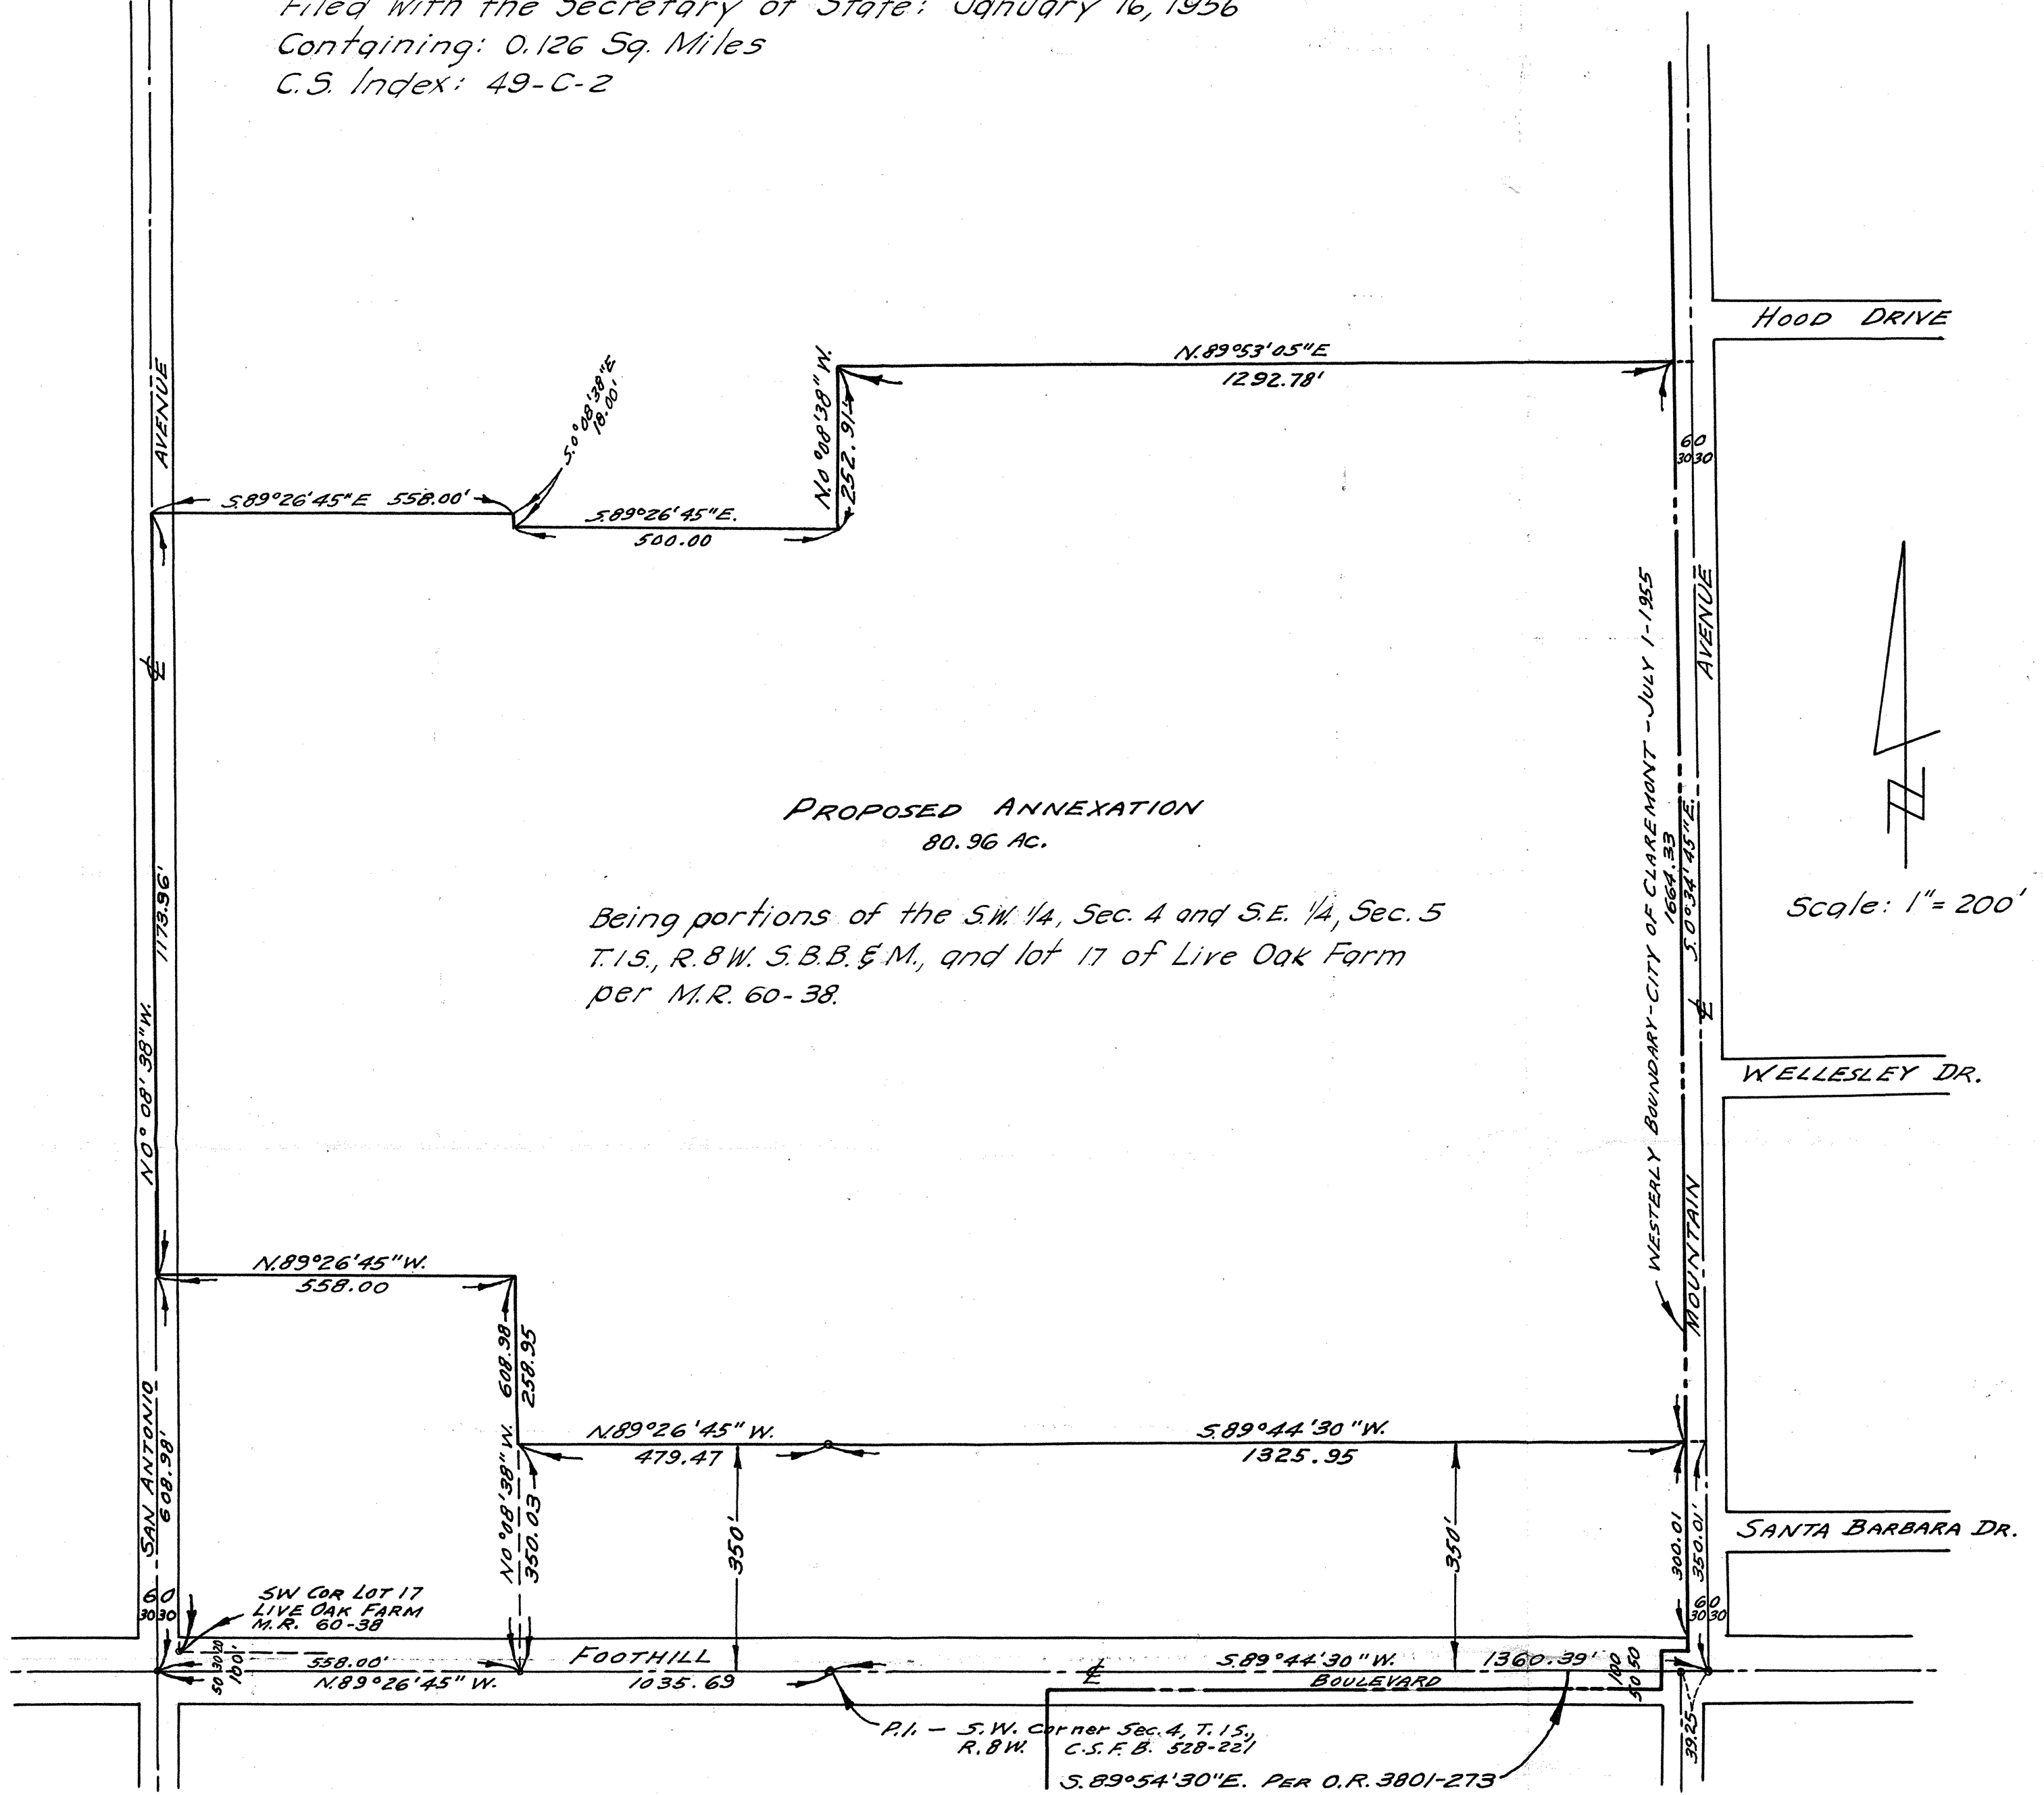 Filed with the Secretary of State: January 16, 1956
Containing: 0.126 Sq. Miles
C.S. Index: 49-C-2
HOOD DRIVE
N.89°53'05"E
1292.78'
S.0°08'38"E
18.00'
N.0°08'38"W.
252.91'
AVENUE
S.89°26'45"E 558.00'
S.89°26'45"E.
500.00
60
30 30
AVENUE
WESTERLY BOUNDARY-CITY OF CLAREMONT - JULY 1-1955
1664.33
S.0°34'45"E.
℄
PROPOSED ANNEXATION
80.96 AC.
Scale: 1"= 200'
Being portions of the S.W. 1/4, Sec. 4 and S.E. 1/4, Sec. 5
T.1S., R.8W. S.B.B. & M., and lot 17 of Live Oak Farm
per M.R. 60-38.
1173.96'
N0°08'38"W.
℄
WELLESLEY DR.
MOUNTAIN
N.89°26'45"W.
558.00
608.98
258.95
N.89°26'45"W.
479.47
S.89°44'30"W.
1325.95
SAN ANTONIO
608.98'
N0°08'38"W.
350.03
350'
350'
300.01
350.01'
SANTA BARBARA DR.
60
30 30
SW COR LOT 17
LIVE OAK FARM
M.R. 60-38
60
30 30
50 30 20
100'
558.00'
N.89°26'45"W.
FOOTHILL
1035.69
℄
S.89°44'30"W.
1360.39'
BOULEVARD
100
50 50
39.25
P.I. - S.W. Corner Sec. 4, T.1S.,
R.8W. C.S.F.B. 528-221
S.89°54'30"E. PER O.R. 3801-273